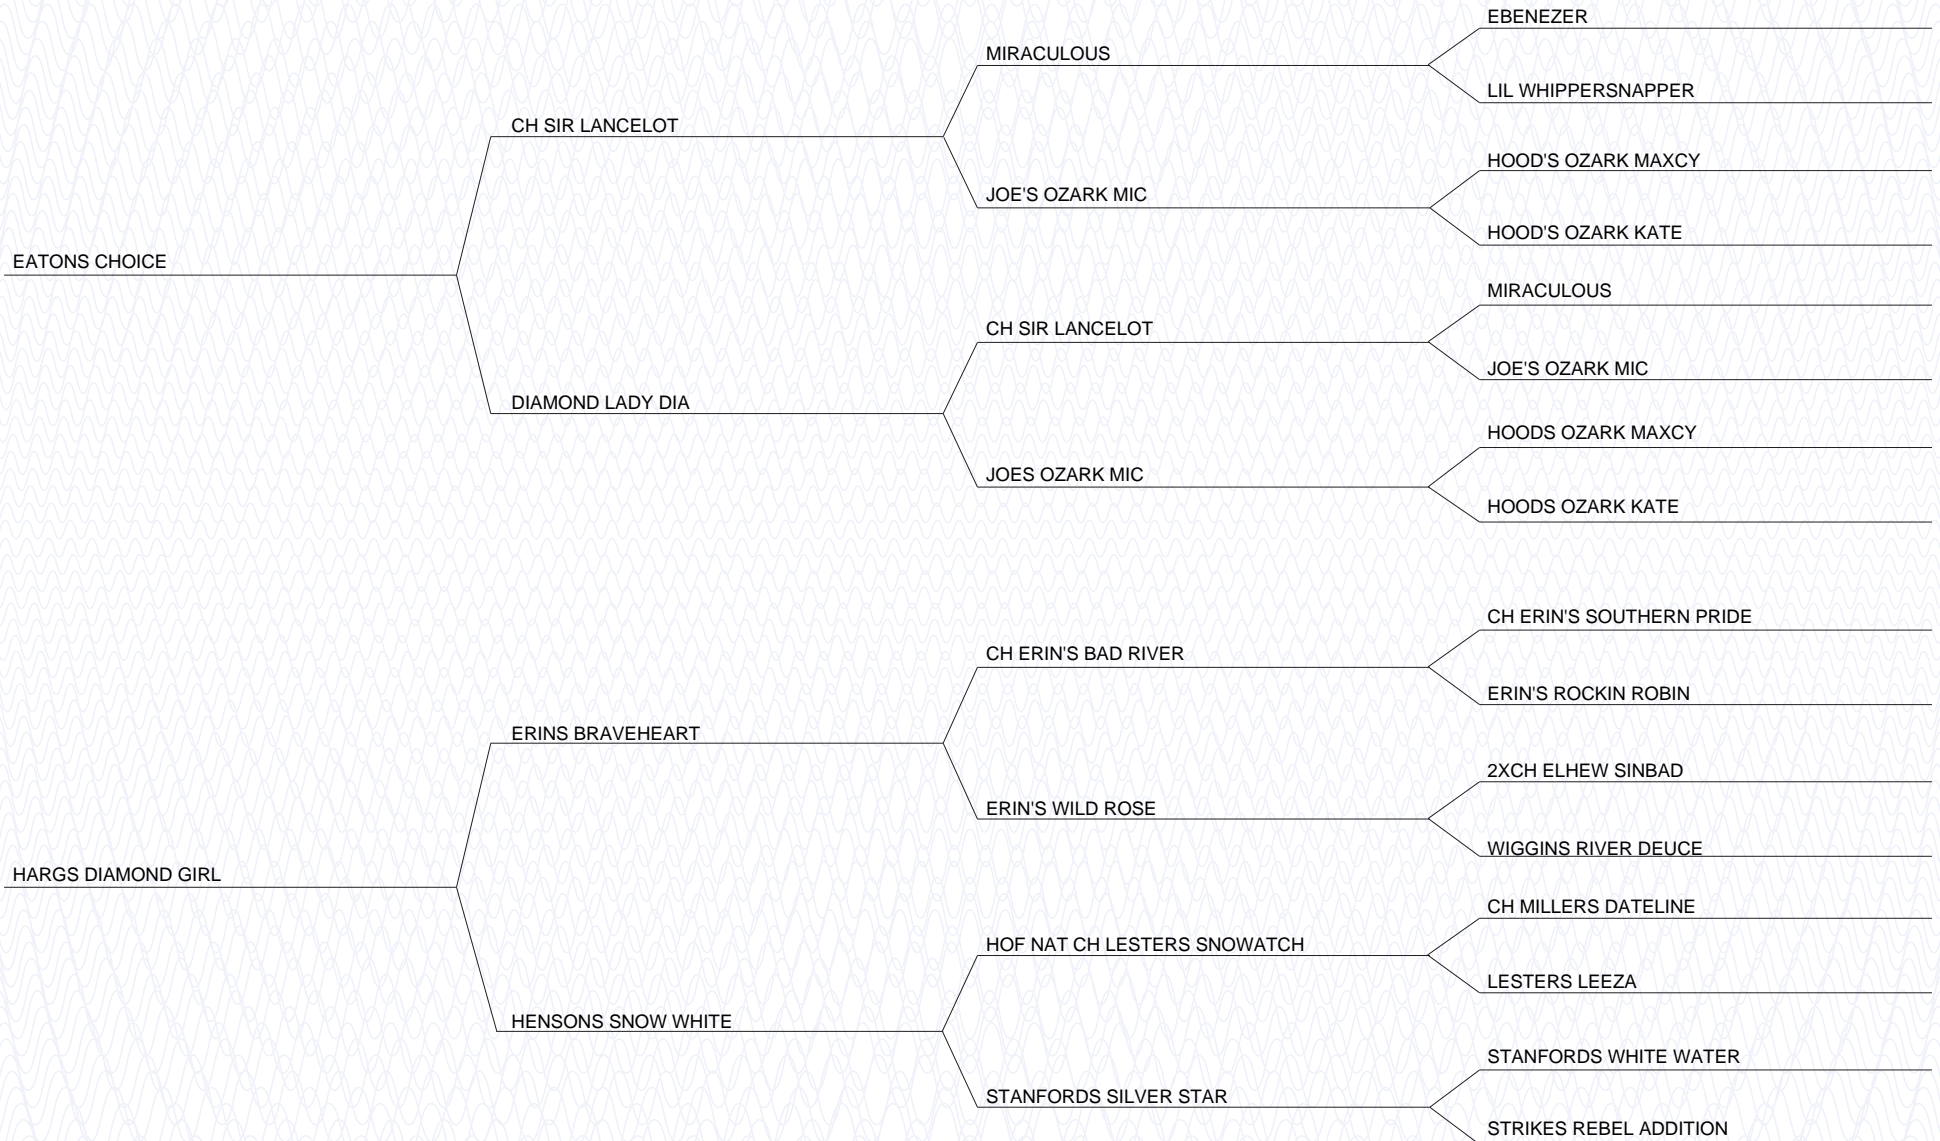 EBENEZER
MIRACULOUS
LIL WHIPPERSNAPPER
CH SIR LANCELOT
HOOD'S OZARK MAXCY
JOE'S OZARK MIC
HOOD'S OZARK KATE
EATONS CHOICE
MIRACULOUS
CH SIR LANCELOT
JOE'S OZARK MIC
DIAMOND LADY DIA
HOODS OZARK MAXCY
JOES OZARK MIC
HOODS OZARK KATE
CH ERIN'S SOUTHERN PRIDE
CH ERIN'S BAD RIVER
ERIN'S ROCKIN ROBIN
ERINS BRAVEHEART
2XCH ELHEW SINBAD
ERIN'S WILD ROSE
WIGGINS RIVER DEUCE
HARGS DIAMOND GIRL
CH MILLERS DATELINE
HOF NAT CH LESTERS SNOWATCH
LESTERS LEEZA
HENSONS SNOW WHITE
STANFORDS WHITE WATER
STANFORDS SILVER STAR
STRIKES REBEL ADDITION